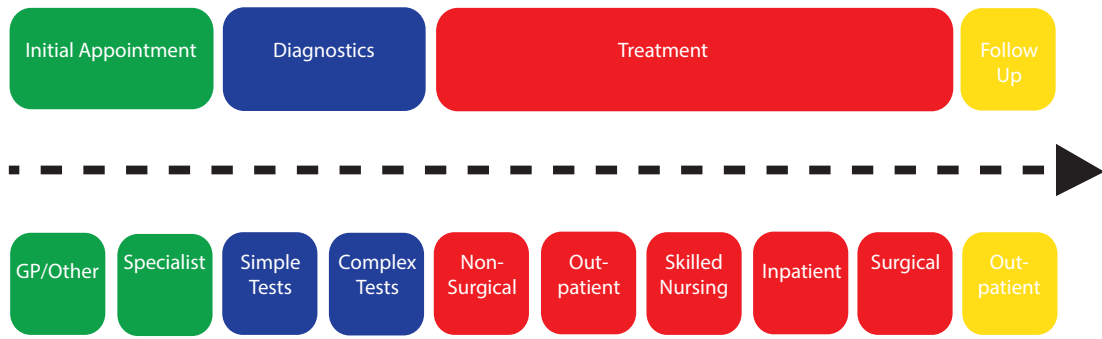 Initial Appointment
Diagnostics
Treatment
Follow
Up
GP/Other
Specialist
Simple
Tests
Complex
Tests
Non-
Surgical
Out-
patient
Skilled
Nursing
Inpatient
Surgical
Out-
patient